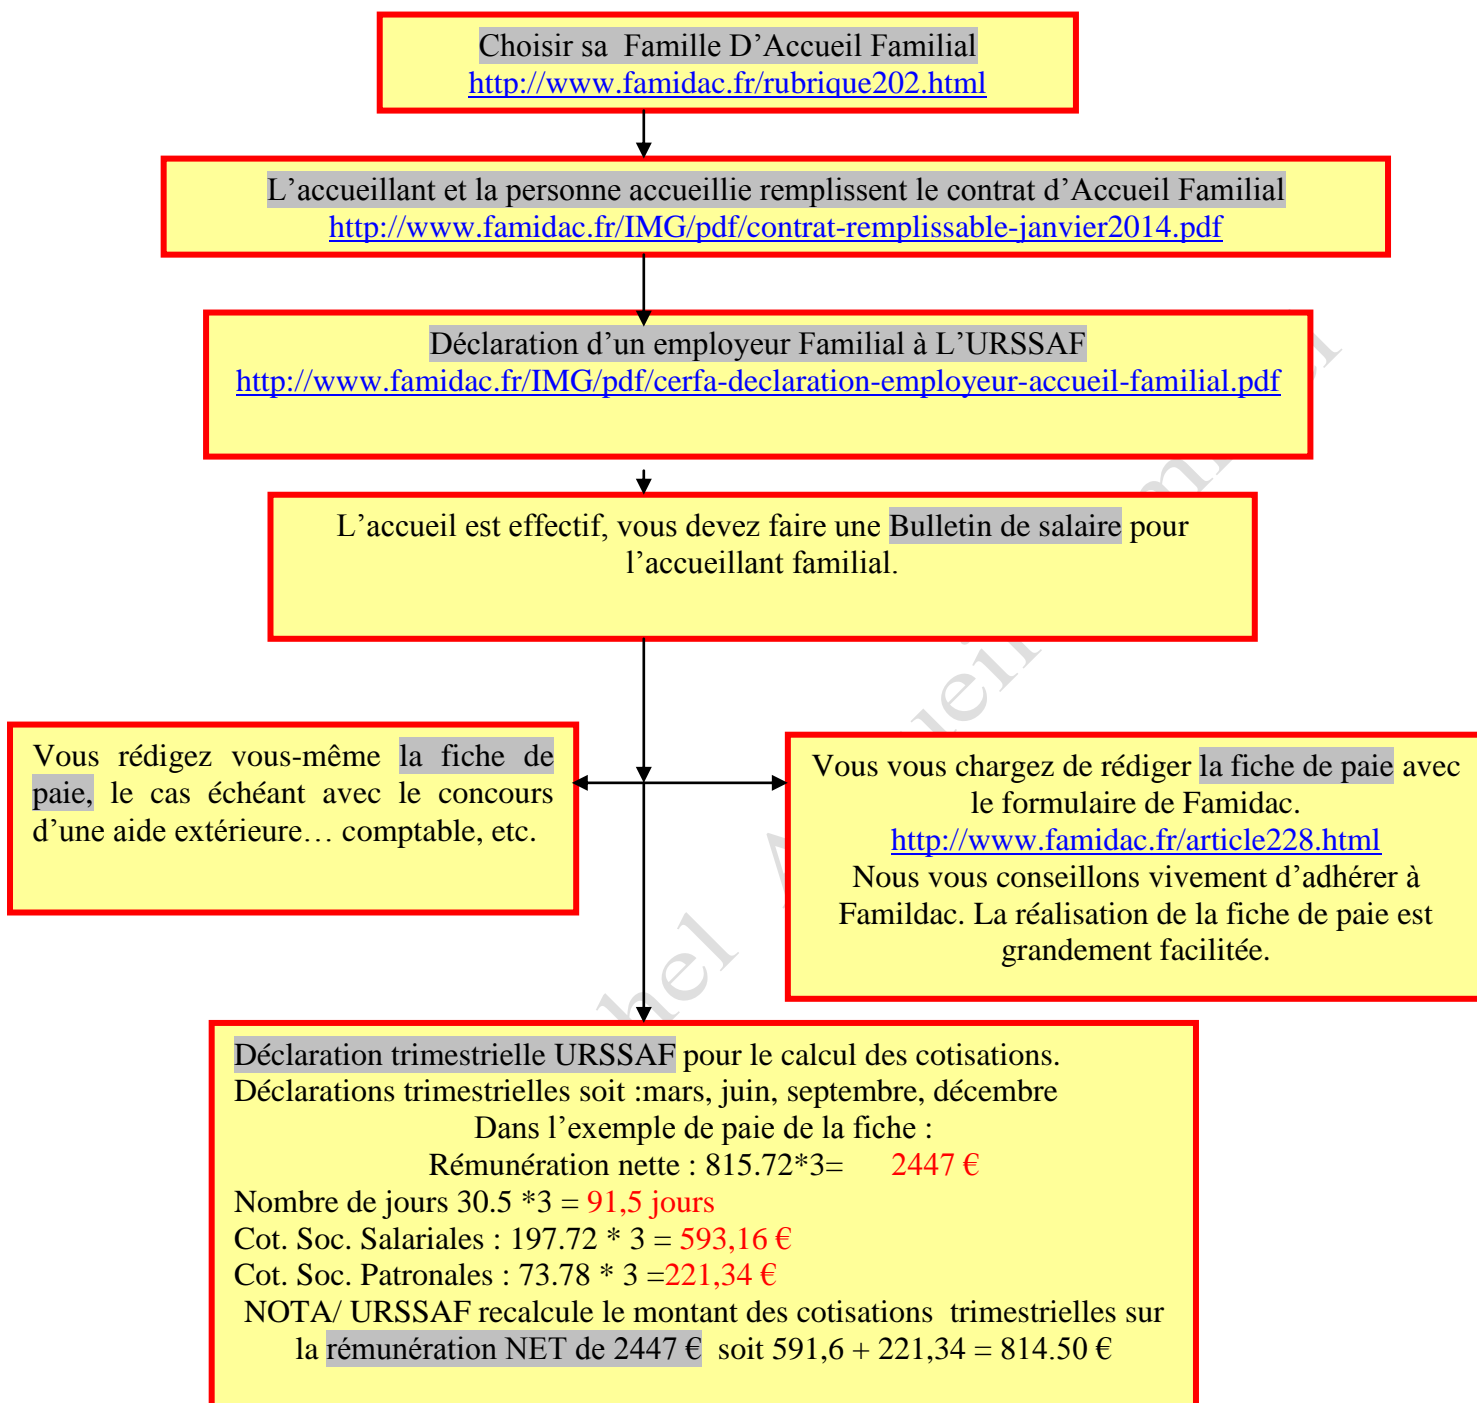 Choisir sa Famille D’Accueil Familial
http://www.famidac.fr/rubrique202.html
L’accueillant et la personne accueillie remplissent le contrat d’Accueil Familial
http://www.famidac.fr/IMG/pdf/contrat-remplissable-janvier2014.pdf
Déclaration d’un employeur Familial à L’URSSAF
http://www.famidac.fr/IMG/pdf/cerfa-declaration-employeur-accueil-familial.pdf
L’accueil est effectif, vous devez faire une Bulletin de salaire pour
l’accueillant familial.
Vous rédigez vous-même la fiche de
paie, le cas échéant avec le concours
d’une aide extérieure… comptable, etc.
Vous vous chargez de rédiger la fiche de paie avec
le formulaire de Famidac.
http://www.famidac.fr/article228.html
Nous vous conseillons vivement d’adhérer à
Famildac. La réalisation de la fiche de paie est
grandement facilitée.
Déclaration trimestrielle URSSAF pour le calcul des cotisations.
Déclarations trimestrielles soit :mars, juin, septembre, décembre
Dans l’exemple de paie de la fiche :
Rémunération nette : 815.72*3= 2447 €
Nombre de jours 30.5 *3 = 91,5 jours
Cot. Soc. Salariales : 197.72 * 3 = 593,16 €
Cot. Soc. Patronales : 73.78 * 3 =221,34 €
NOTA/ URSSAF recalcule le montant des cotisations trimestrielles sur
la rémunération NET de 2447 € soit 591,6 + 221,34 = 814.50 €